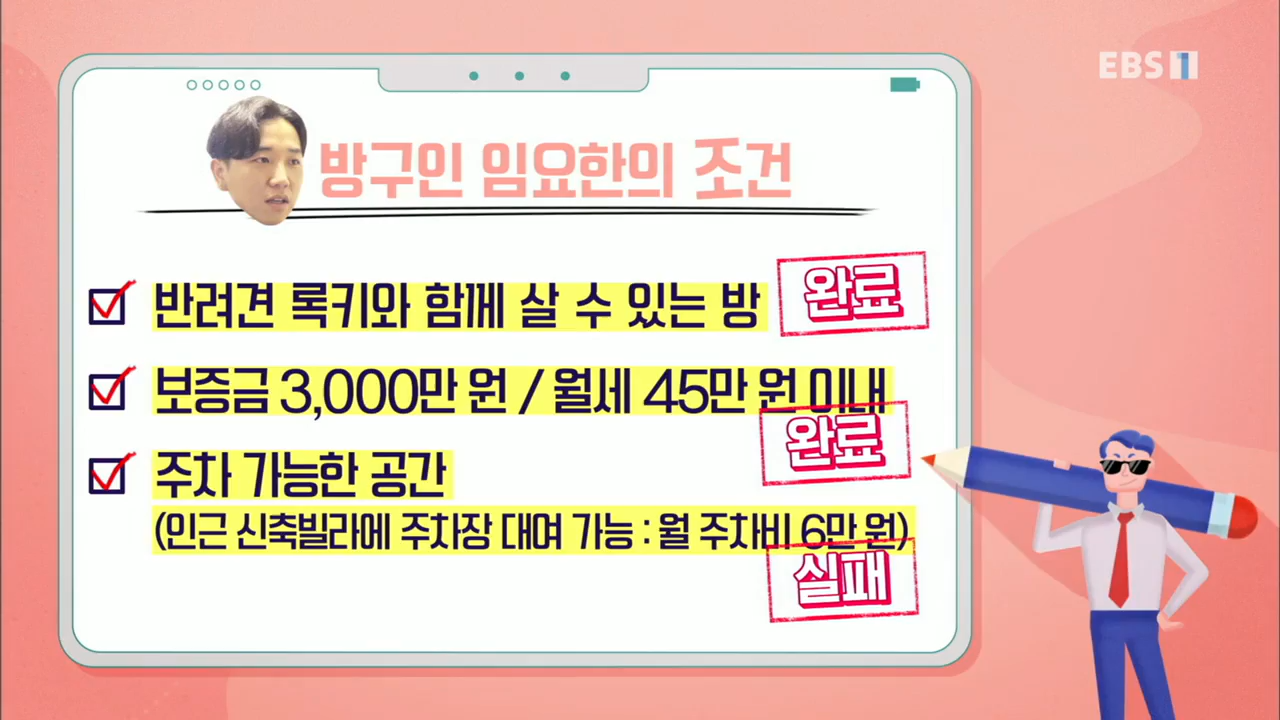 EBS1
방구인 임요한의 조건
반려견 록키와 함께 살 수 있는 방
완료
보증금 3,000만 원 / 월세 45만 원 이내
완료
주차 가능한 공간
(인근 신축빌라에 주차장 대여 가능 : 월 주차비 6만 원)
실패